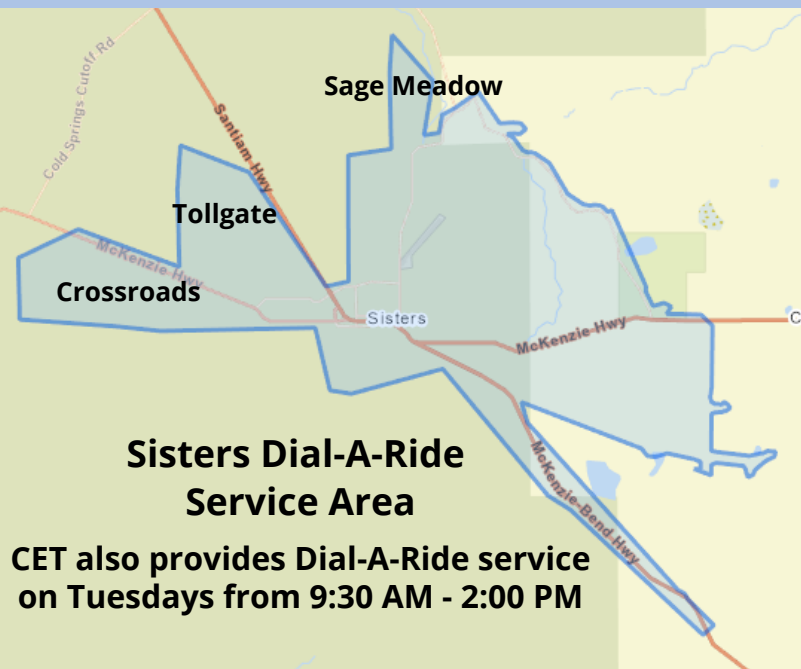 Cold Springs Cutoff Rd
Santiam Hwy
Sage Meadow
Tollgate
McKenzie Hwy
Crossroads
Sisters
McKenzie Hwy
C
McKenzie-Bend Hwy
Sisters Dial-A-Ride
Service Area
CET also provides Dial-A-Ride service
on Tuesdays from 9:30 AM - 2:00 PM